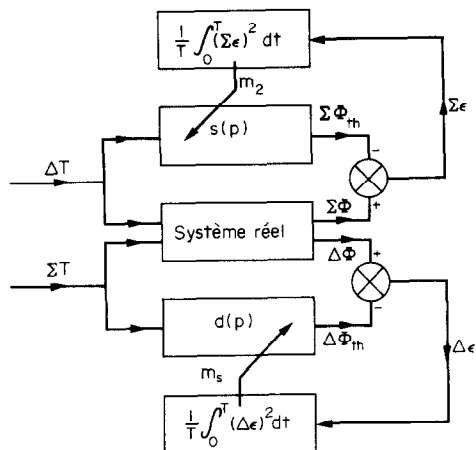 1/T ∫₀ᵀ (Σϵ)² dt
m₂
ΣΦth
Σϵ
s(p)
−
ΔT
+
ΣΦ
Système réel
ΔΦ
+
ΣT
−
d(p)
ΔΦth
Δϵ
mₛ
1/T ∫₀ᵀ (Δϵ)² dt